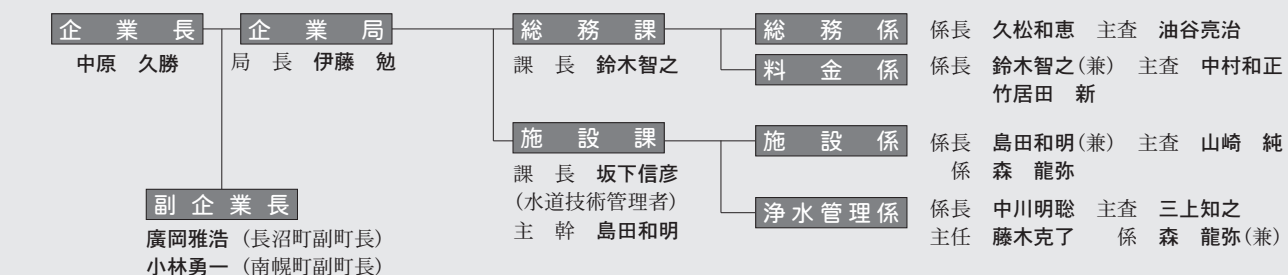 企業長
中原 久勝
企業局
局長 伊藤 勉
副企業長
廣岡雅浩（長沼町副町長）
小林勇一（南幌町副町長）
総務課
課長 鈴木智之
総務係 係長 久松和恵 主査 油谷亮治
料金係 係長 鈴木智之(兼) 主査 中村和正
竹居田 新
施設課
課長 坂下信彦
(水道技術管理者)
主幹 島田和明
施設係 係長 島田和明(兼) 主査 山崎 純
係 森 龍弥
浄水管理係 係長 中川明聡 主査 三上知之
主任 藤木克了 係 森 龍弥(兼)